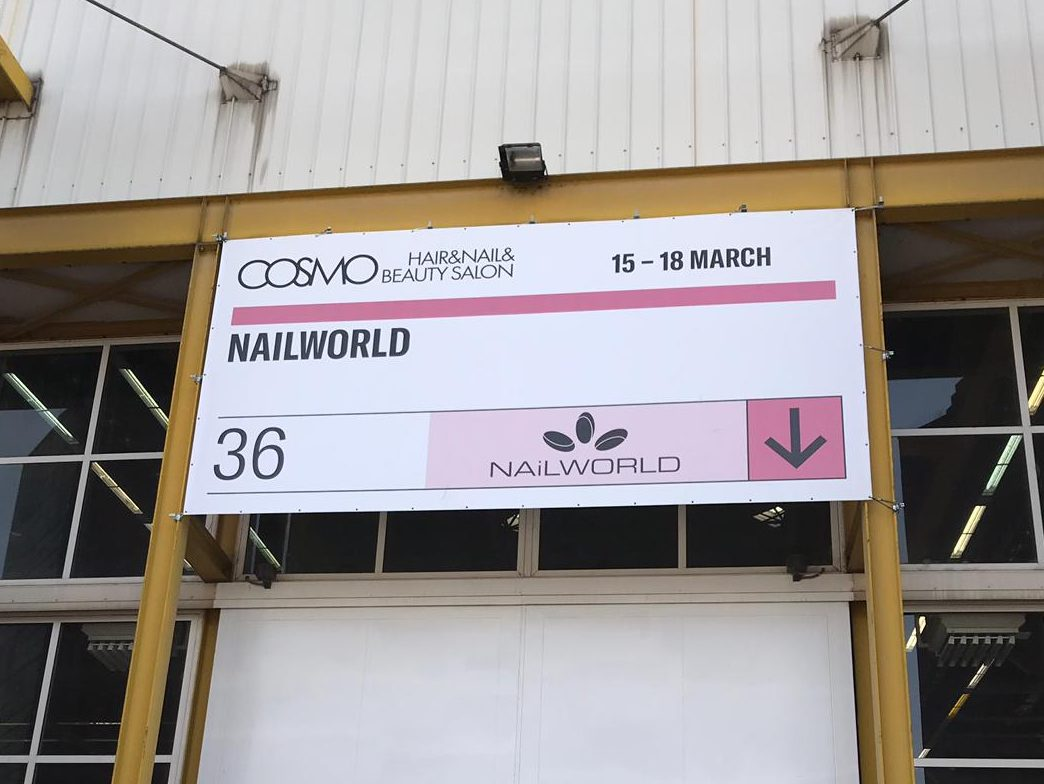 COSMO HAIR&NAIL&
BEAUTY SALON
15 – 18 MARCH
NAILWORLD
36
NAiLWORLD